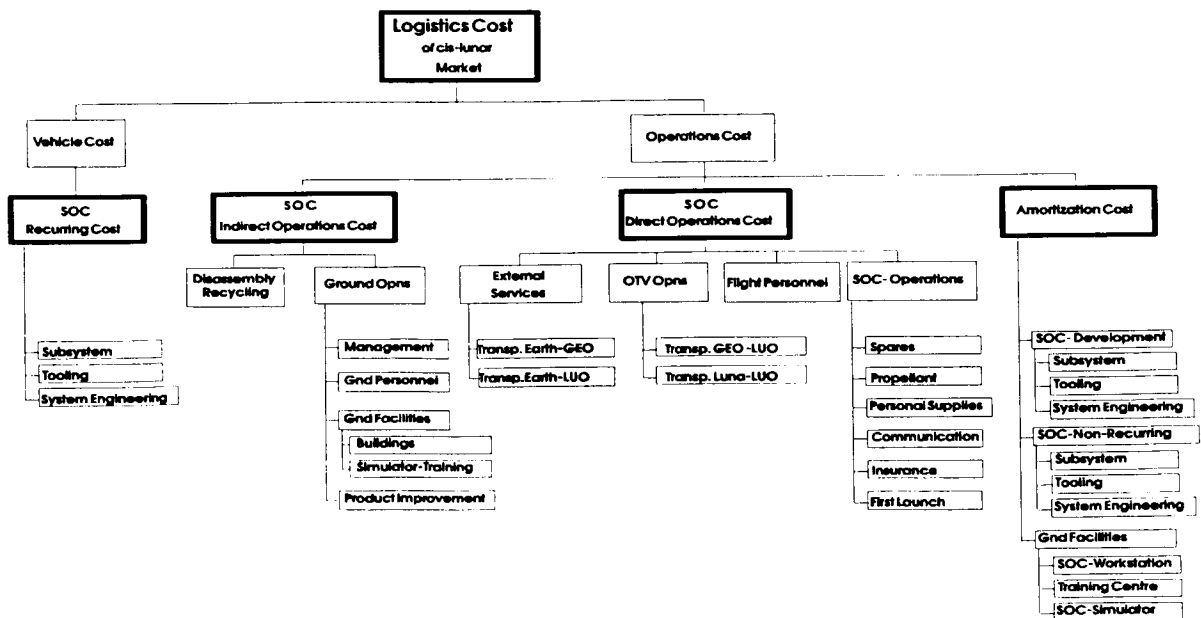 Logistics Cost
of cis-lunar
Market
Vehicle Cost
Operations Cost
SOC
Recurring Cost
SOC
Indirect Operations Cost
SOC
Direct Operations Cost
Amortization Cost
Disassembly
Recycling
Ground Opns
External
Services
OTV Opns
Flight Personnel
SOC- Operations
Subsystem
Tooling
System Engineering
Management
Gnd Personnel
Gnd Facilities
Buildings
Simulator-Training
Product Improvement
Transp. Earth-GEO
Transp. Earth-LUO
Transp. GEO -LUO
Transp. Luna-LUO
Spares
Propellant
Personal Supplies
Communication
Insurance
First Launch
SOC- Development
Subsystem
Tooling
System Engineering
SOC-Non-Recurring
Subsystem
Tooling
System Engineering
Gnd Facilities
SOC-Workstation
Training Centre
SOC-Simulator